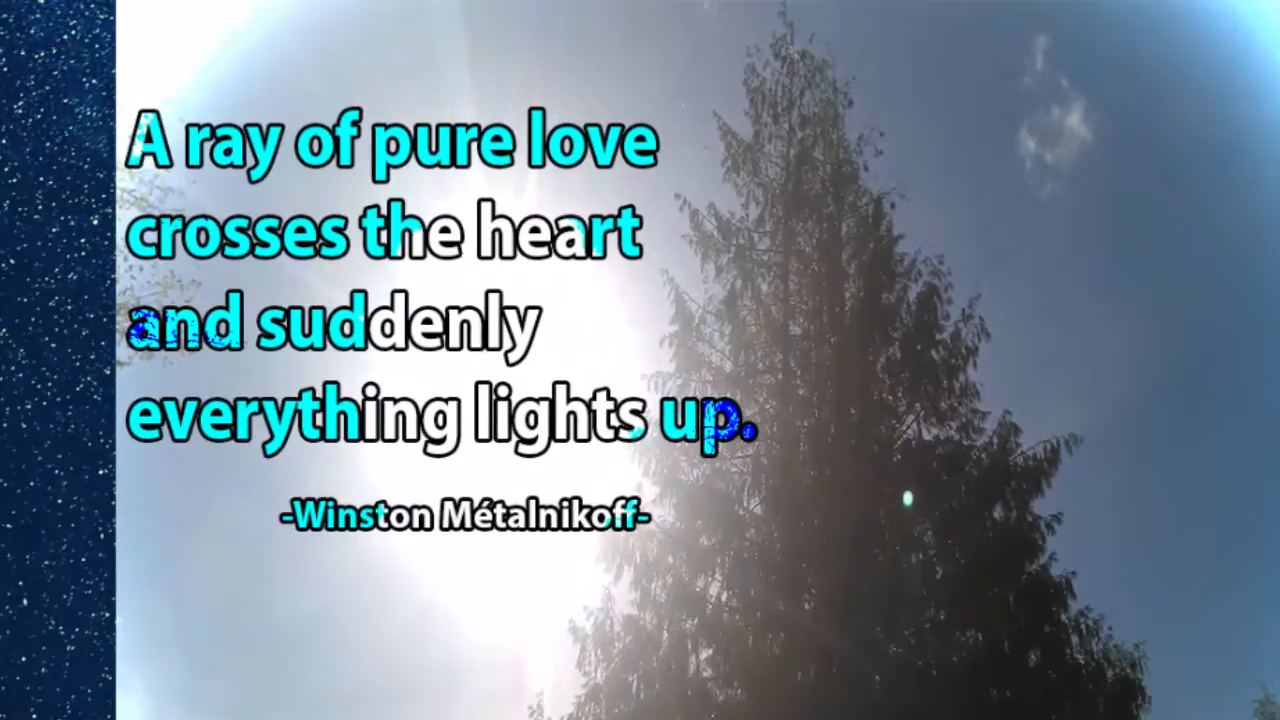 A ray of pure love
crosses the heart
and suddenly
everything lights up.
-Winston Métalnikoff-